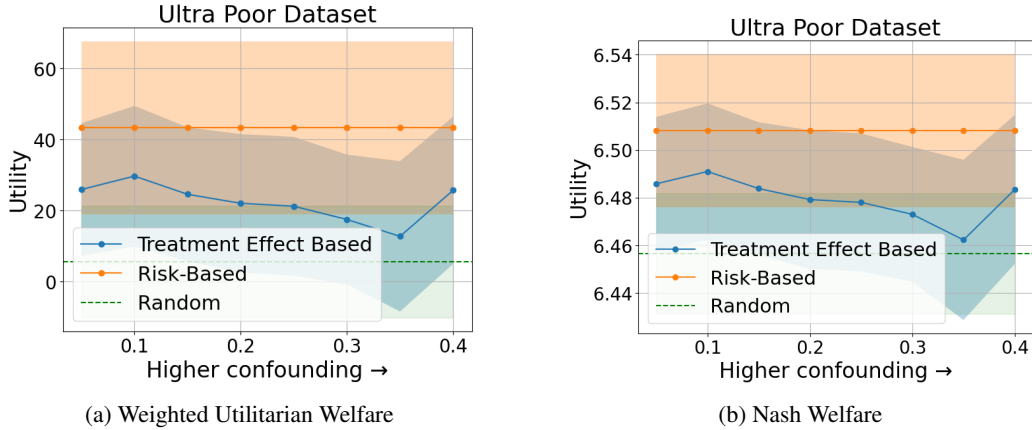 Ultra Poor Dataset
60
40
20
0
Utility
Treatment Effect Based
Risk-Based
Random
0.1 0.2 0.3 0.4
Higher confounding →
(a) Weighted Utilitarian Welfare
Ultra Poor Dataset
6.54
6.52
6.50
6.48
6.46
6.44
Utility
Treatment Effect Based
Risk-Based
Random
0.1 0.2 0.3 0.4
Higher confounding →
(b) Nash Welfare